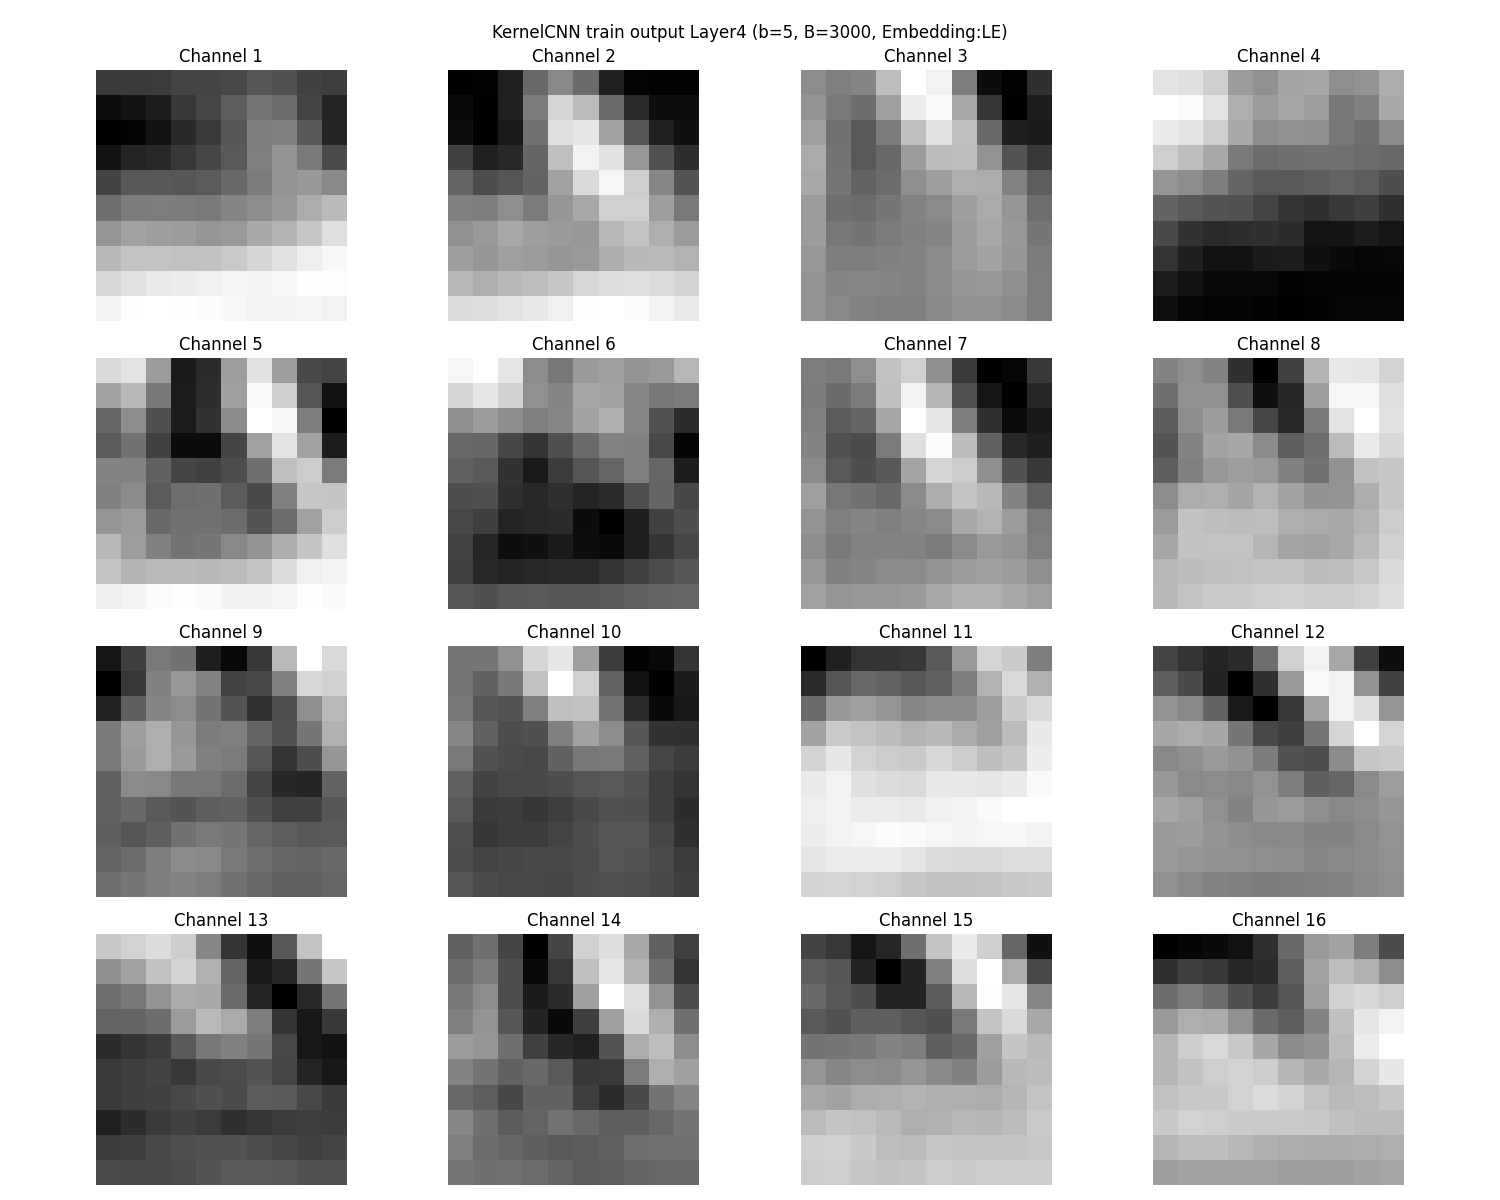 KernelCNN train output Layer4 (b=5, B=3000, Embedding:LE)
Channel 1
Channel 2
Channel 3
Channel 4
Channel 5
Channel 6
Channel 7
Channel 8
Channel 9
Channel 10
Channel 11
Channel 12
Channel 13
Channel 14
Channel 15
Channel 16